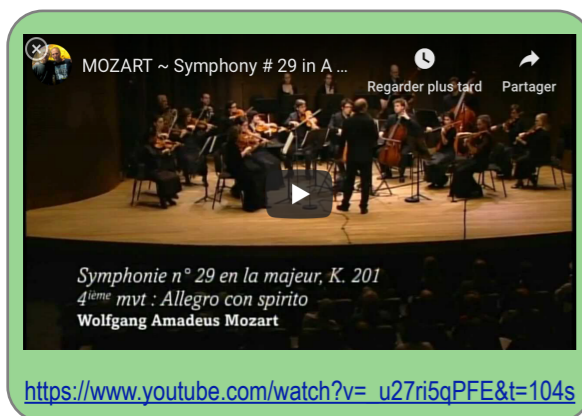 MOZART ~ Symphony # 29 in A ...
Regarder plus tard
Partager
Symphonie n° 29 en la majeur, K. 201
4ième mvt : Allegro con spirito
Wolfgang Amadeus Mozart
https://www.youtube.com/watch?v=_u27ri5qPFE&t=104s